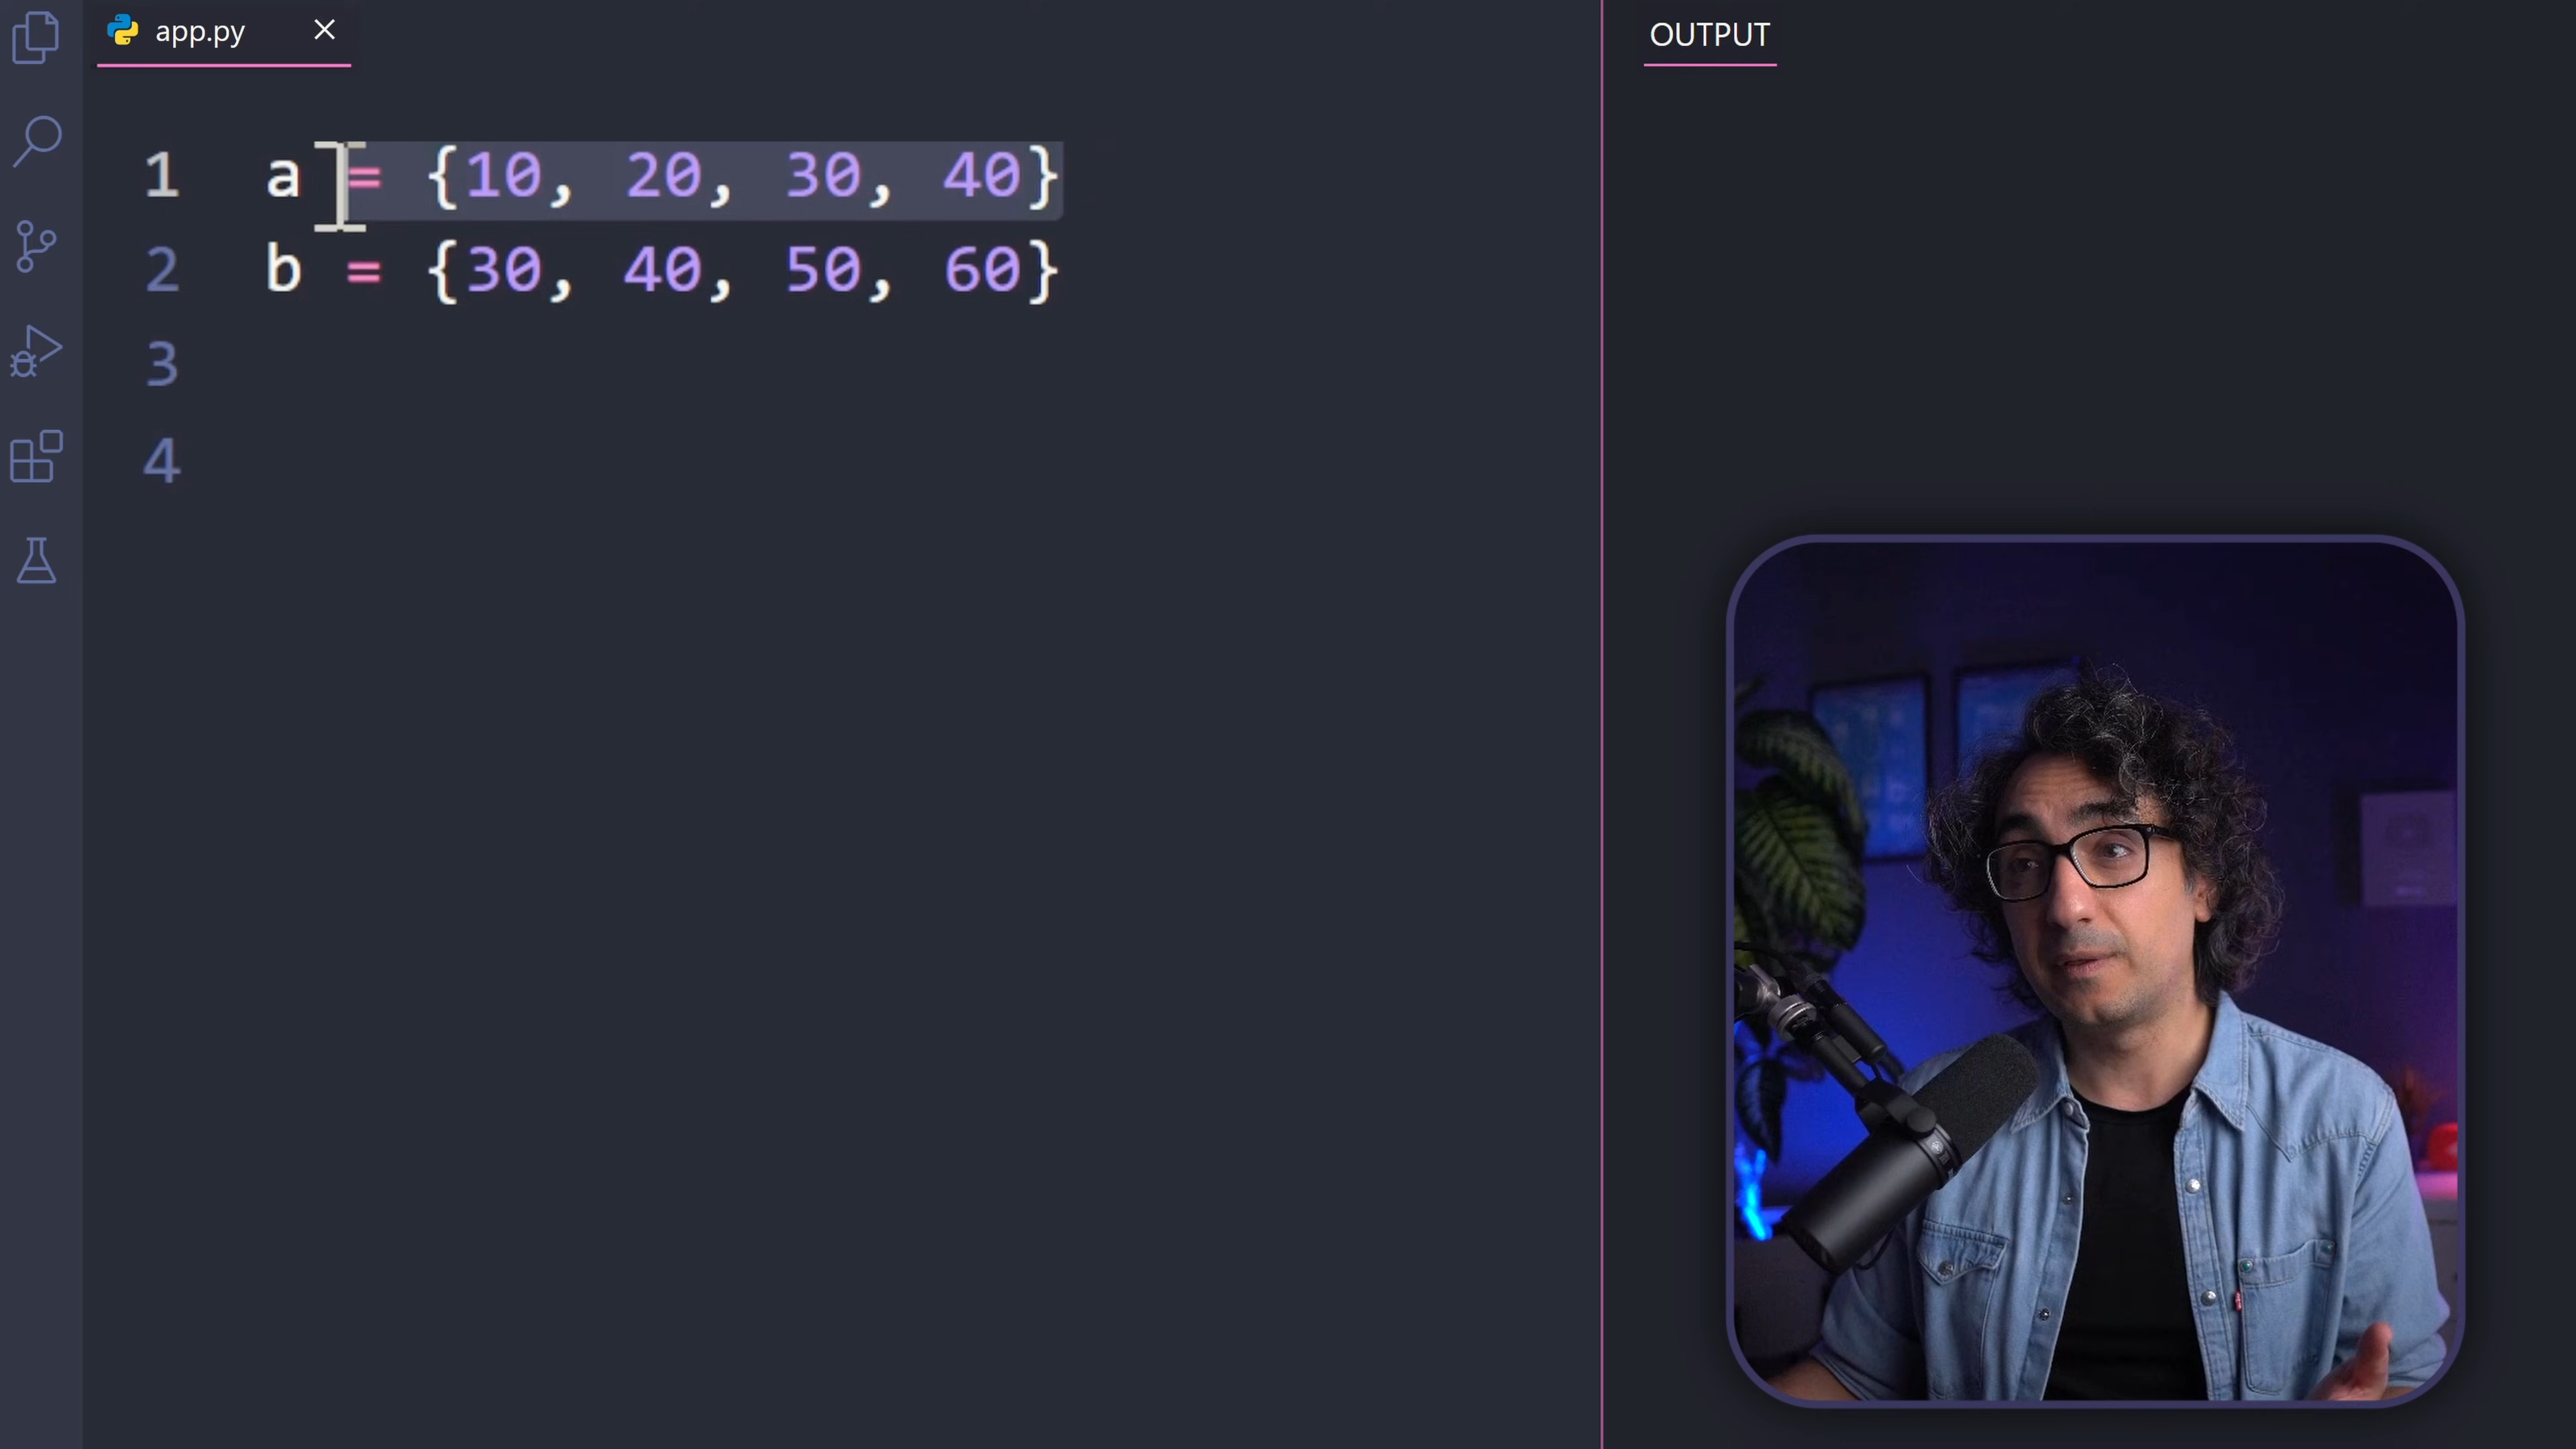 app.py
OUTPUT
1 a = {10, 20, 30, 40}
2 b = {30, 40, 50, 60}
3
4